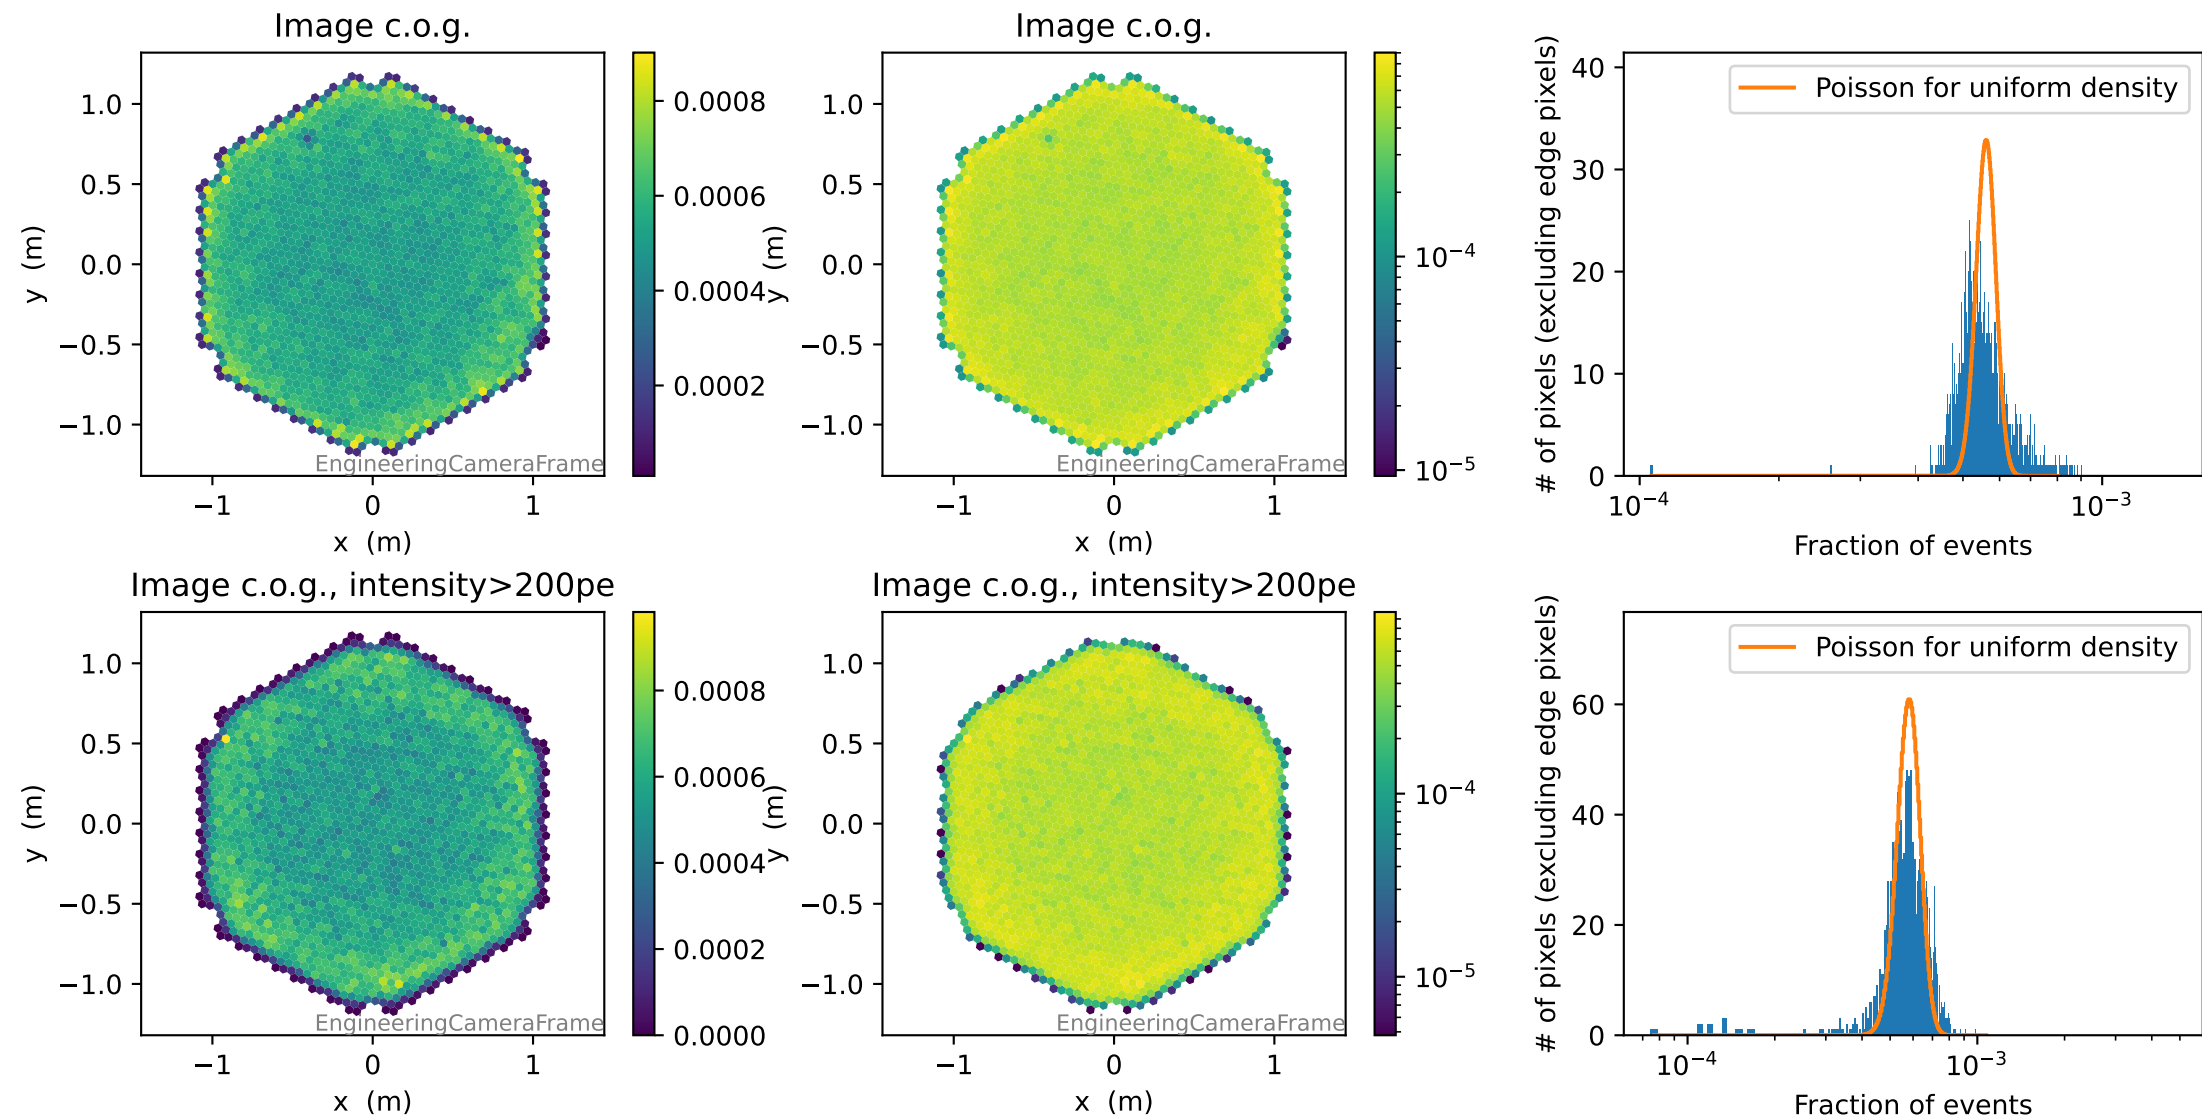 Image c.o.g.
1.0
0.5
0.0
−0.5
−1.0
y (m)
−1
0
1
x (m)
EngineeringCameraFrame
0.0008
0.0006
0.0004
0.0002
Image c.o.g.
1.0
0.5
0.0
−0.5
−1.0
y (m)
−1
0
1
x (m)
EngineeringCameraFrame
10⁻⁴
10⁻⁵
# of pixels (excluding edge pixels)
40
30
20
10
0
Poisson for uniform density
10⁻⁴
10⁻³
Fraction of events
Image c.o.g., intensity>200pe
1.0
0.5
0.0
−0.5
−1.0
y (m)
−1
0
1
x (m)
EngineeringCameraFrame
0.0008
0.0006
0.0004
0.0002
0.0000
Image c.o.g., intensity>200pe
1.0
0.5
0.0
−0.5
−1.0
y (m)
−1
0
1
x (m)
EngineeringCameraFrame
10⁻⁴
10⁻⁵
# of pixels (excluding edge pixels)
60
40
20
0
Poisson for uniform density
10⁻⁴
10⁻³
Fraction of events